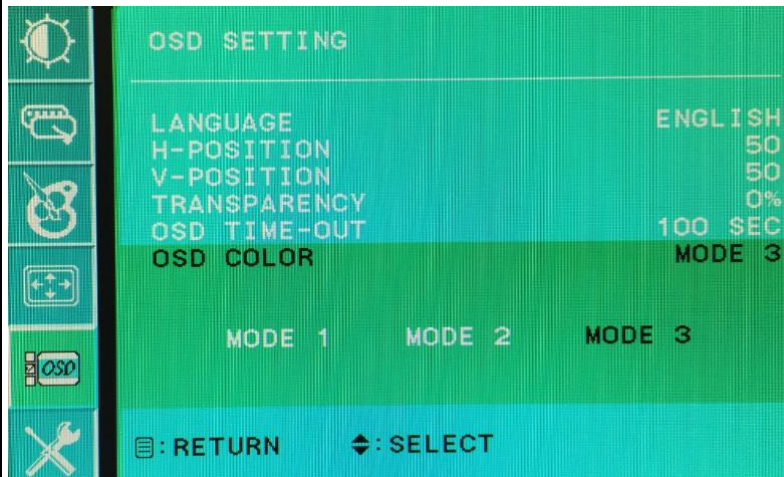 OSD SETTING
LANGUAGE ENGLISH
H-POSITION 50
V-POSITION 50
TRANSPARENCY 0%
OSD TIME-OUT 100 SEC
OSD COLOR MODE 3
MODE 1 MODE 2 MODE 3
OSD
:RETURN :SELECT